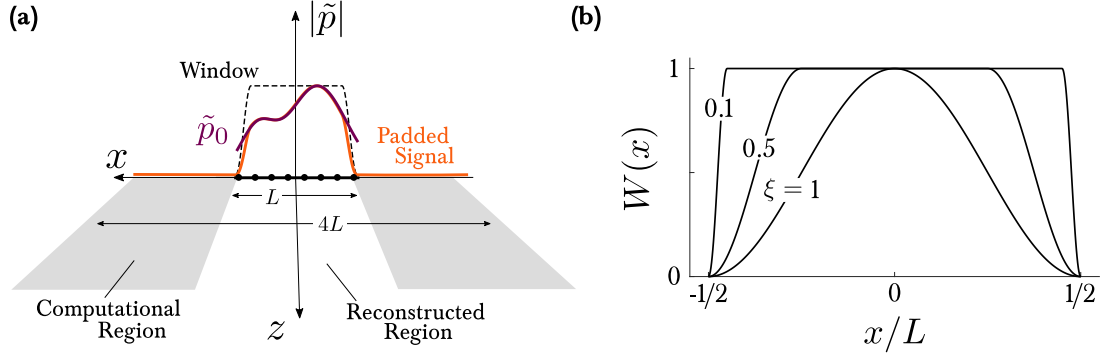 (a)
|p̃|
Window
p̃₀
Padded
Signal
x
L
4L
Computational
Region
Reconstructed
Region
z
(b)
1
0.1
0.5
ξ = 1
W(x)
0
-1/2
0
1/2
x/L